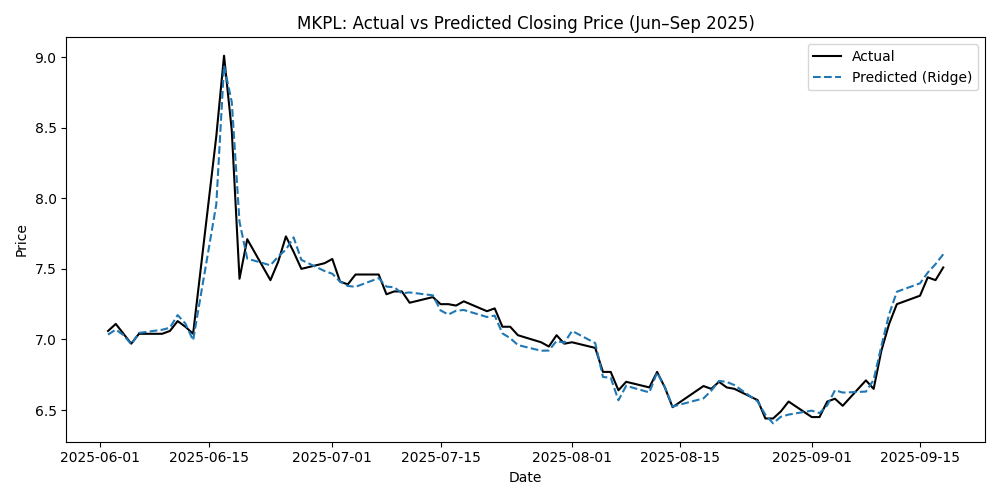 MKPL: Actual vs Predicted Closing Price (Jun–Sep 2025)
Actual
Predicted (Ridge)
Price
9.0
8.5
8.0
7.5
7.0
6.5
2025-06-01
2025-06-15
2025-07-01
2025-07-15
2025-08-01
2025-08-15
2025-09-01
2025-09-15
Date